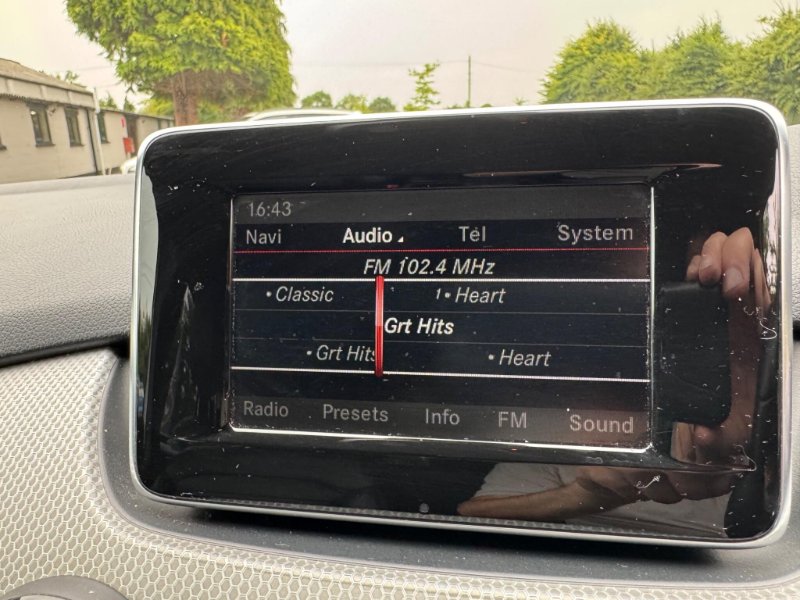 16:43
Navi Audio Tel System
FM 102.4 MHz
• Classic 1• Heart
Grt Hits
• Grt Hits • Heart
Radio Presets Info FM Sound